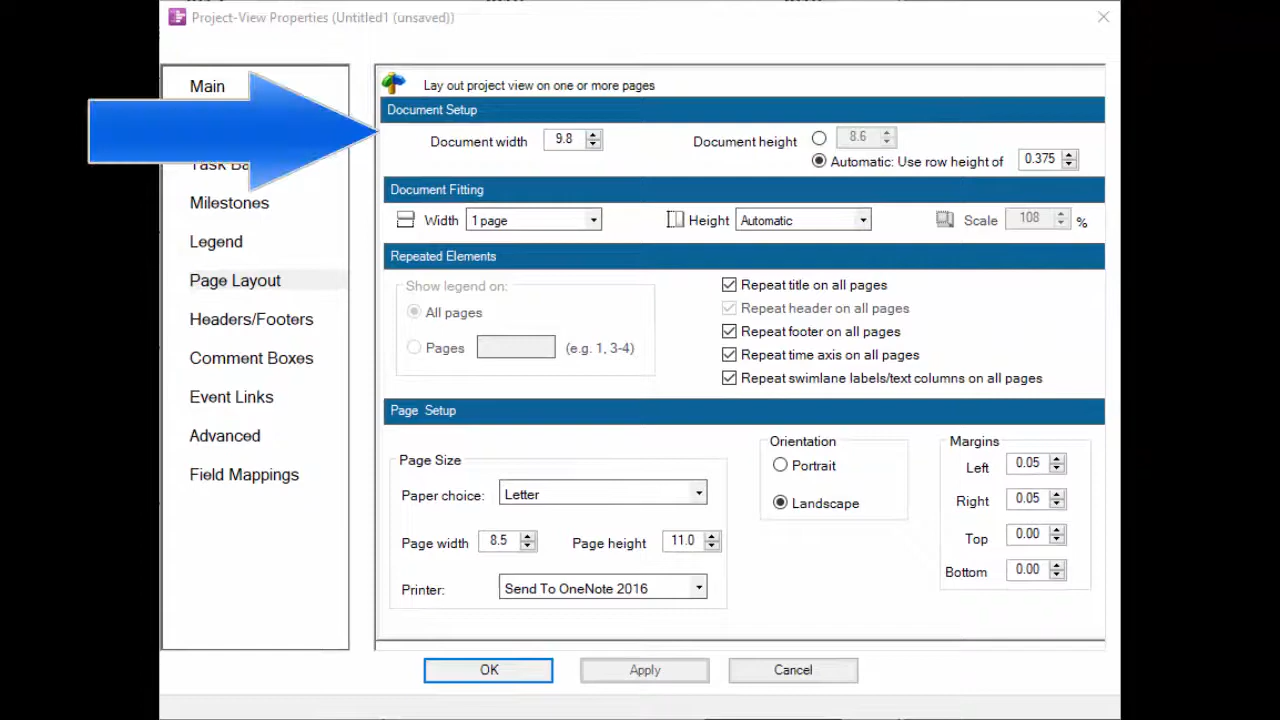 Project-View Properties (Untitled1 (unsaved))
Main
Milestones
Legend
Page Layout
Headers/Footers
Comment Boxes
Event Links
Advanced
Field Mappings
Lay out project view on one or more pages
Document Setup
Document width 9.8 Document height 8.6
Automatic: Use row height of 0.375
Document Fitting
Width 1 page Height Automatic Scale 108 %
Repeated Elements
Show legend on:
All pages
Pages (e.g. 1, 3-4)
Repeat title on all pages
Repeat header on all pages
Repeat footer on all pages
Repeat time axis on all pages
Repeat swimlane labels/text columns on all pages
Page Setup
Page Size
Paper choice: Letter
Page width 8.5 Page height 11.0
Printer: Send To OneNote 2016
Orientation
Portrait
Landscape
Margins
Left 0.05
Right 0.05
Top 0.00
Bottom 0.00
OK Apply Cancel